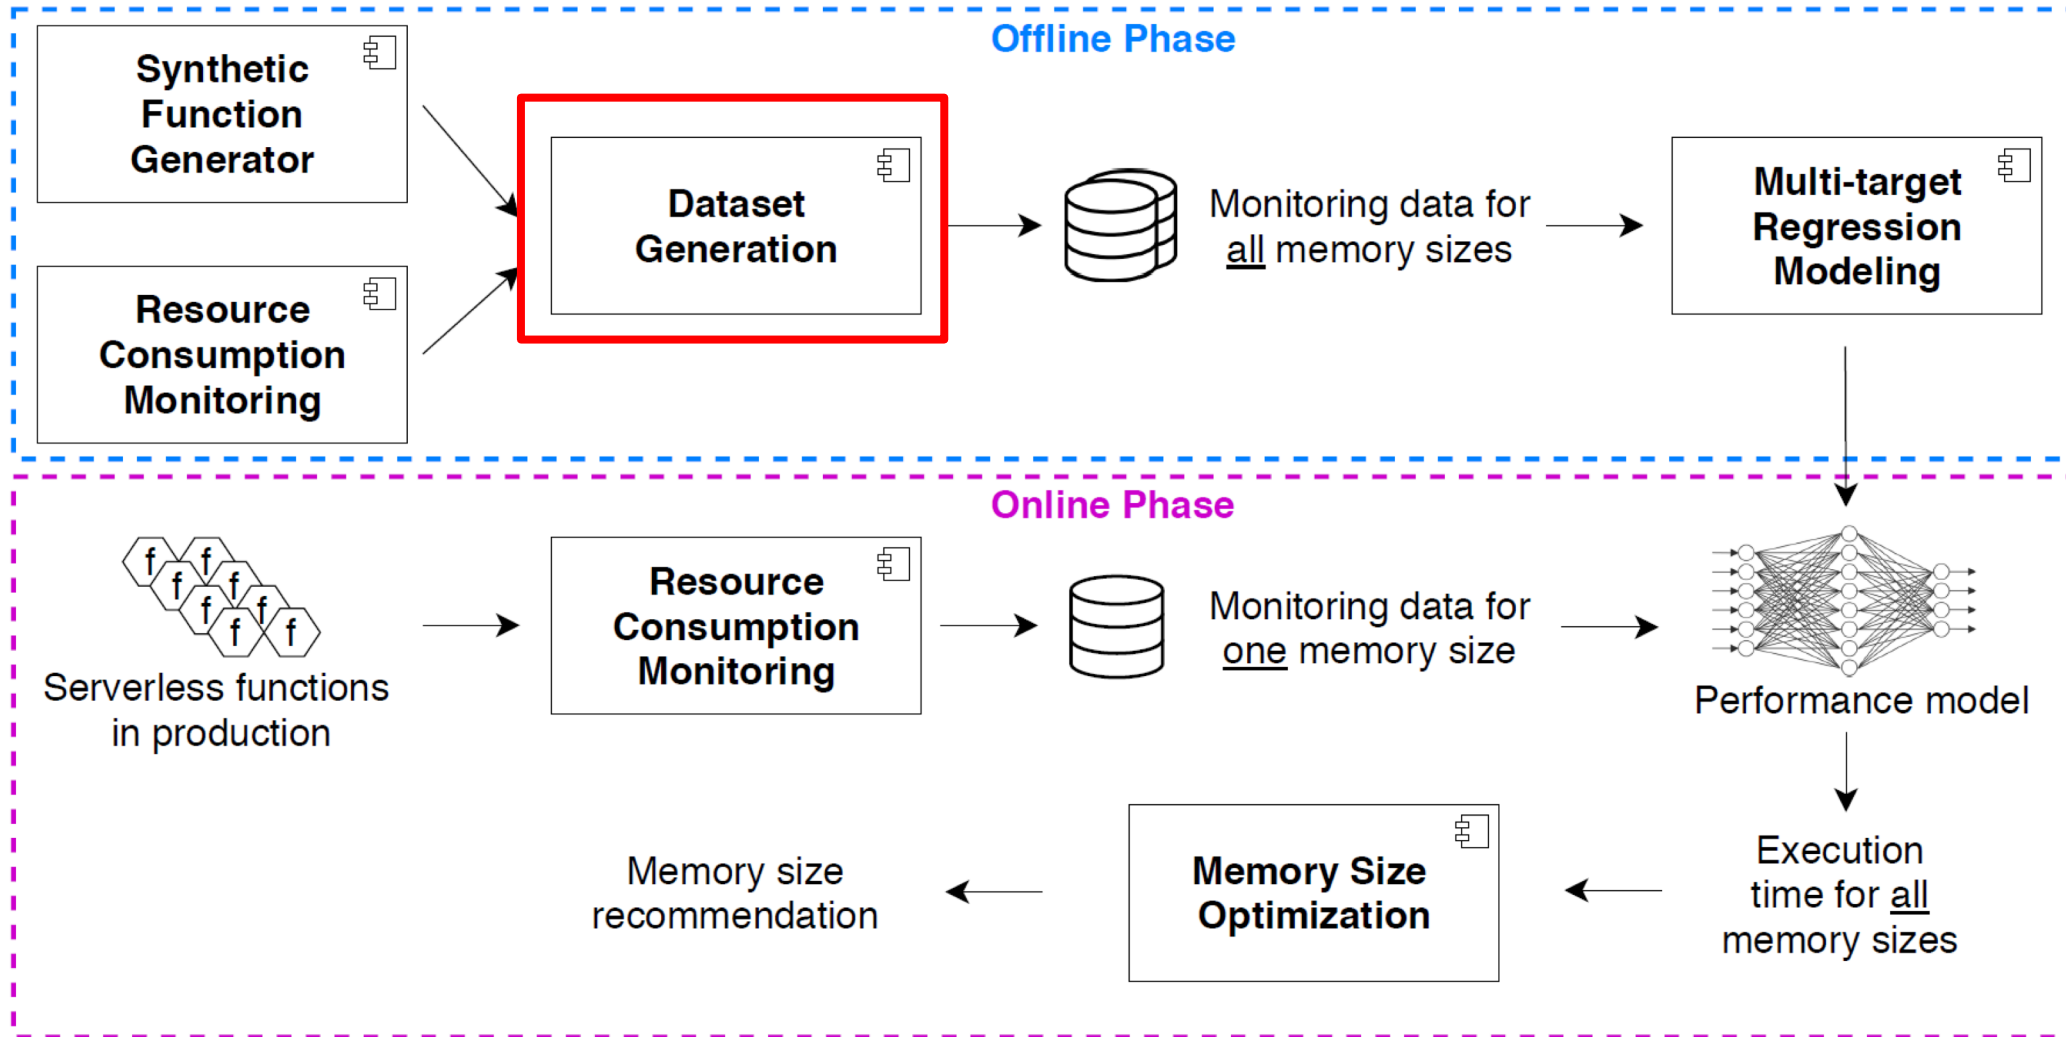 Offline Phase
Synthetic
Function
Generator
Resource
Consumption
Monitoring
Dataset
Generation
Monitoring data for
all memory sizes
Multi-target
Regression
Modeling
Online Phase
f f
f f
f f
f f
Serverless functions
in production
Resource
Consumption
Monitoring
Monitoring data for
one memory size
Performance model
Execution
time for all
memory sizes
Memory Size
Optimization
Memory size
recommendation